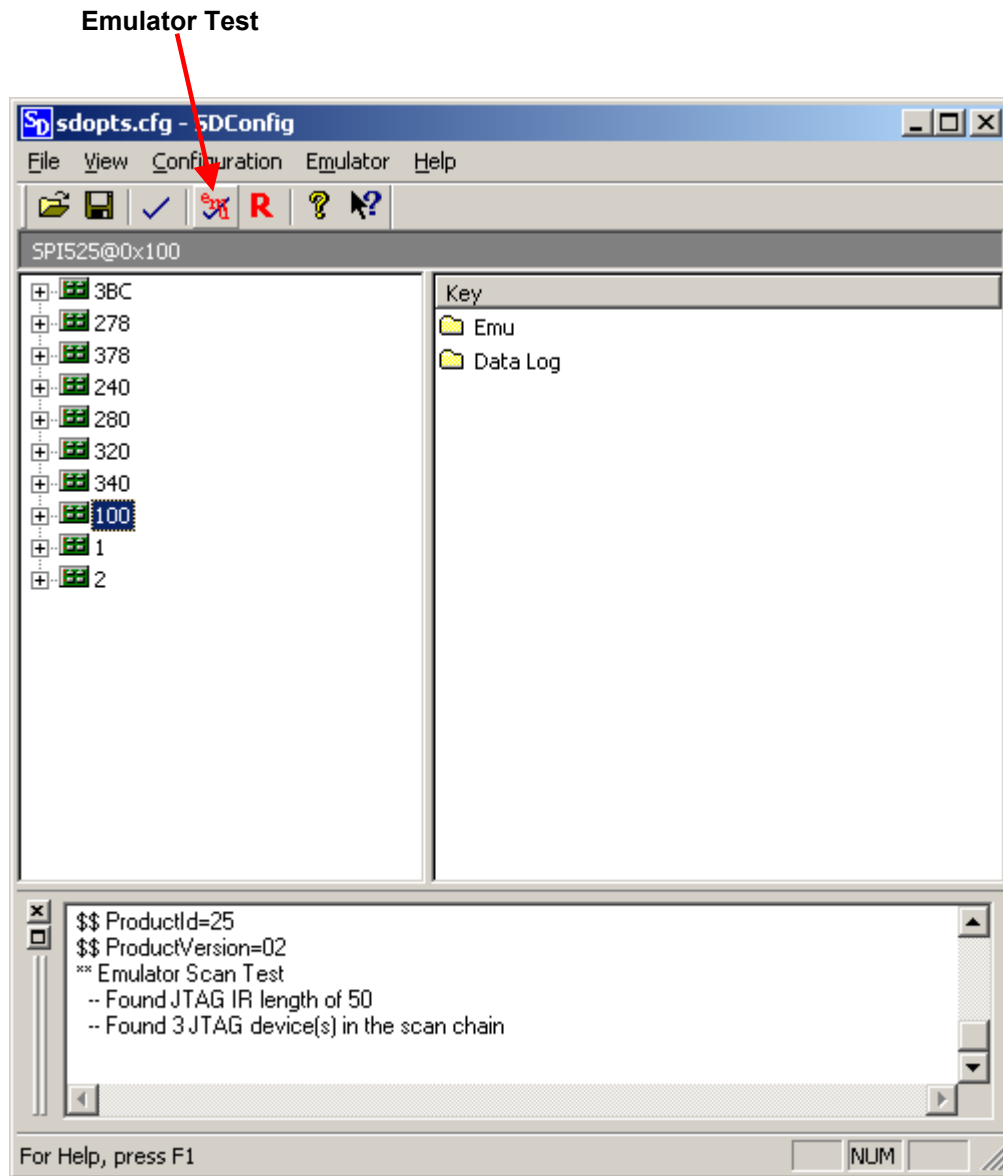 Emulator Test
SD sdopts.cfg - SDConfig
File View Configuration Emulator Help
em R ? ?
SPI525@0x100
3BC
278
378
240
280
320
340
100
1
2
Key
Emu
Data Log
$$ ProductId=25
$$ ProductVersion=02
** Emulator Scan Test
-- Found JTAG IR length of 50
-- Found 3 JTAG device(s) in the scan chain
For Help, press F1
NUM